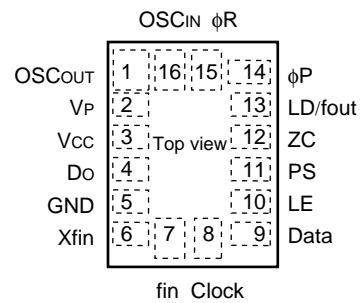 OSCIN ϕR
OSCOUT 1 16 15 14 ϕP
VP 2 13 LD/fout
VCC 3 Top view 12 ZC
DO 4 11 PS
GND 5 10 LE
Xfin 6 7 8 9 Data
fin Clock